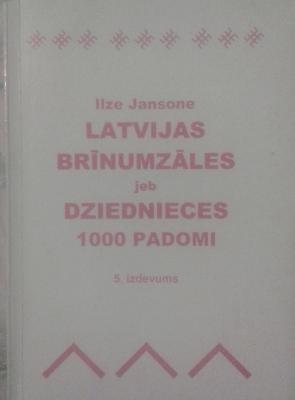 Ilze Jansone
LATVIJAS
BRĪNUMZĀLES
jeb
DZIEDNIECES
1000 PADOMI
5. izdevums